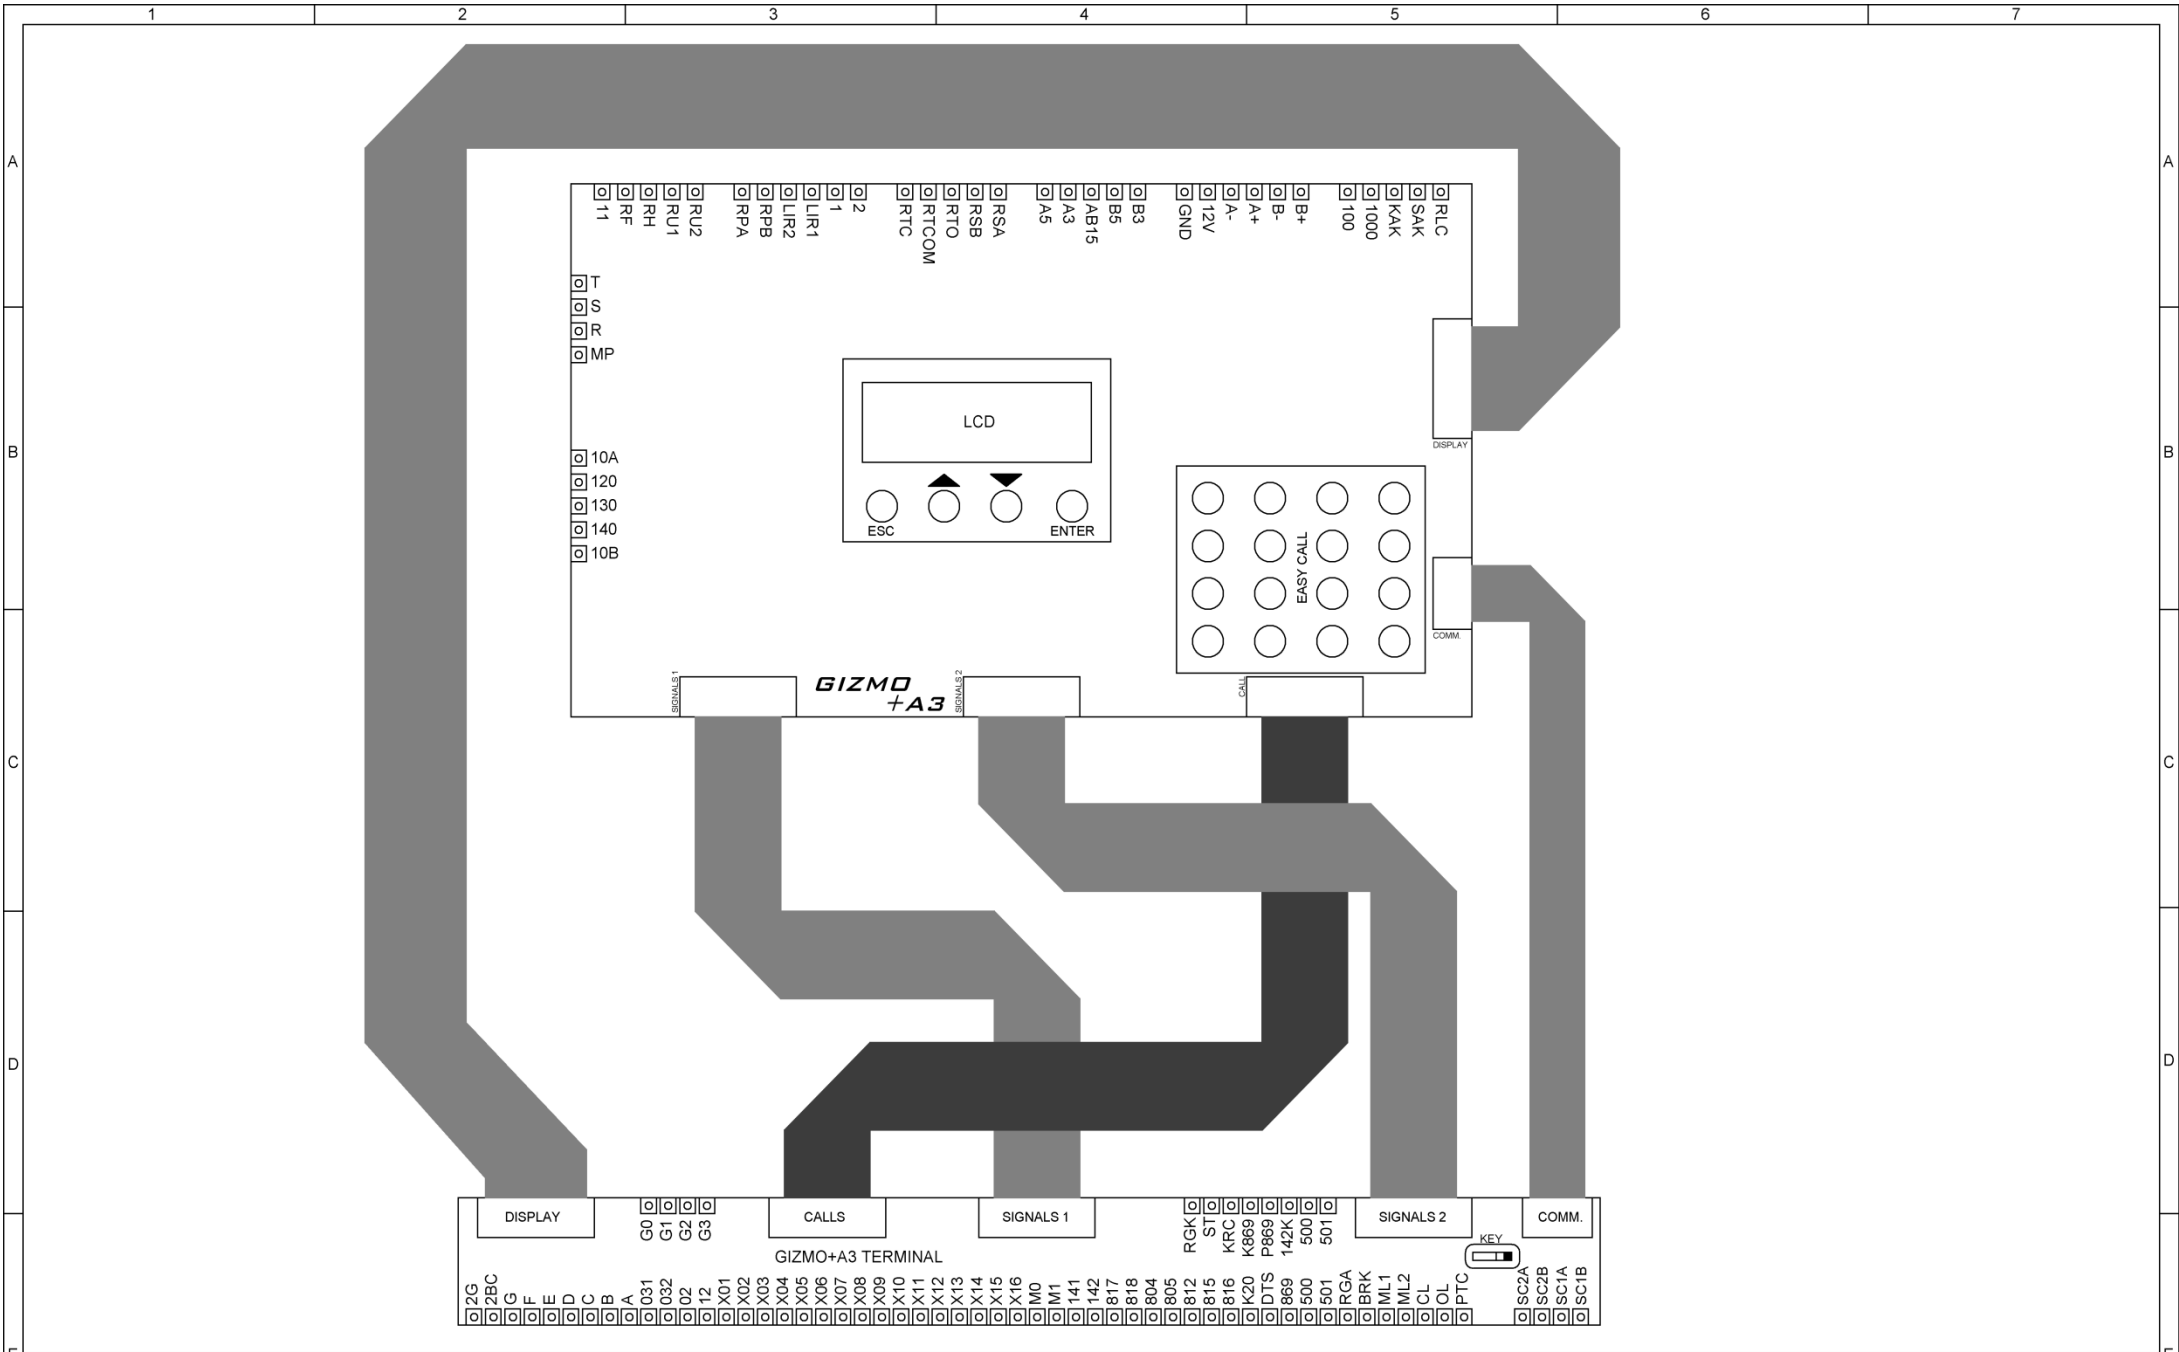 1 2 3 4 5 6 7
A A
11 RF RH RU1 RU2 RPA RPB LIR2 LIR1 1 2 RTC RTCOM RTO RSB RSA A5 A3 AB15 B5 B3 GND 12V A- A+ B- B+ 100 1000 KAK SAK RLC
T
S
R
MP
LCD
DISPLAY
B B
10A
120
130
140
10B
ESC ENTER
EASY CALL
COMM.
SIGNALS 1
GIZMO
+A3
SIGNALS 2
CALL
C C
D D
DISPLAY
G0 G1 G2 G3
CALLS
SIGNALS 1
RGK ST KRC K869 P869 142K 500 501
SIGNALS 2
COMM.
KEY
GIZMO+A3 TERMINAL
2G 2BC G F E D C B A 031 032 02 12 X01 X02 X03 X04 X05 X06 X07 X08 X09 X10 X11 X12 X13 X14 X15 X16 M0 M1 141 142 817 818 804 805 812 815 816 K20 DTS 869 500 501 RGA BRK ML1 ML2 CL OL PTC SC2A SC2B SC1A SC1B